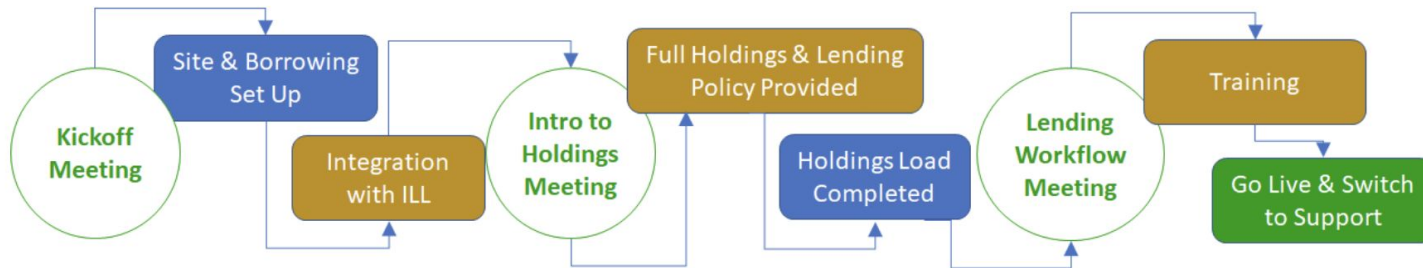 Kickoff
Meeting
Site & Borrowing
Set Up
Integration
with ILL
Intro to
Holdings
Meeting
Full Holdings & Lending
Policy Provided
Holdings Load
Completed
Lending
Workflow
Meeting
Training
Go Live & Switch
to Support